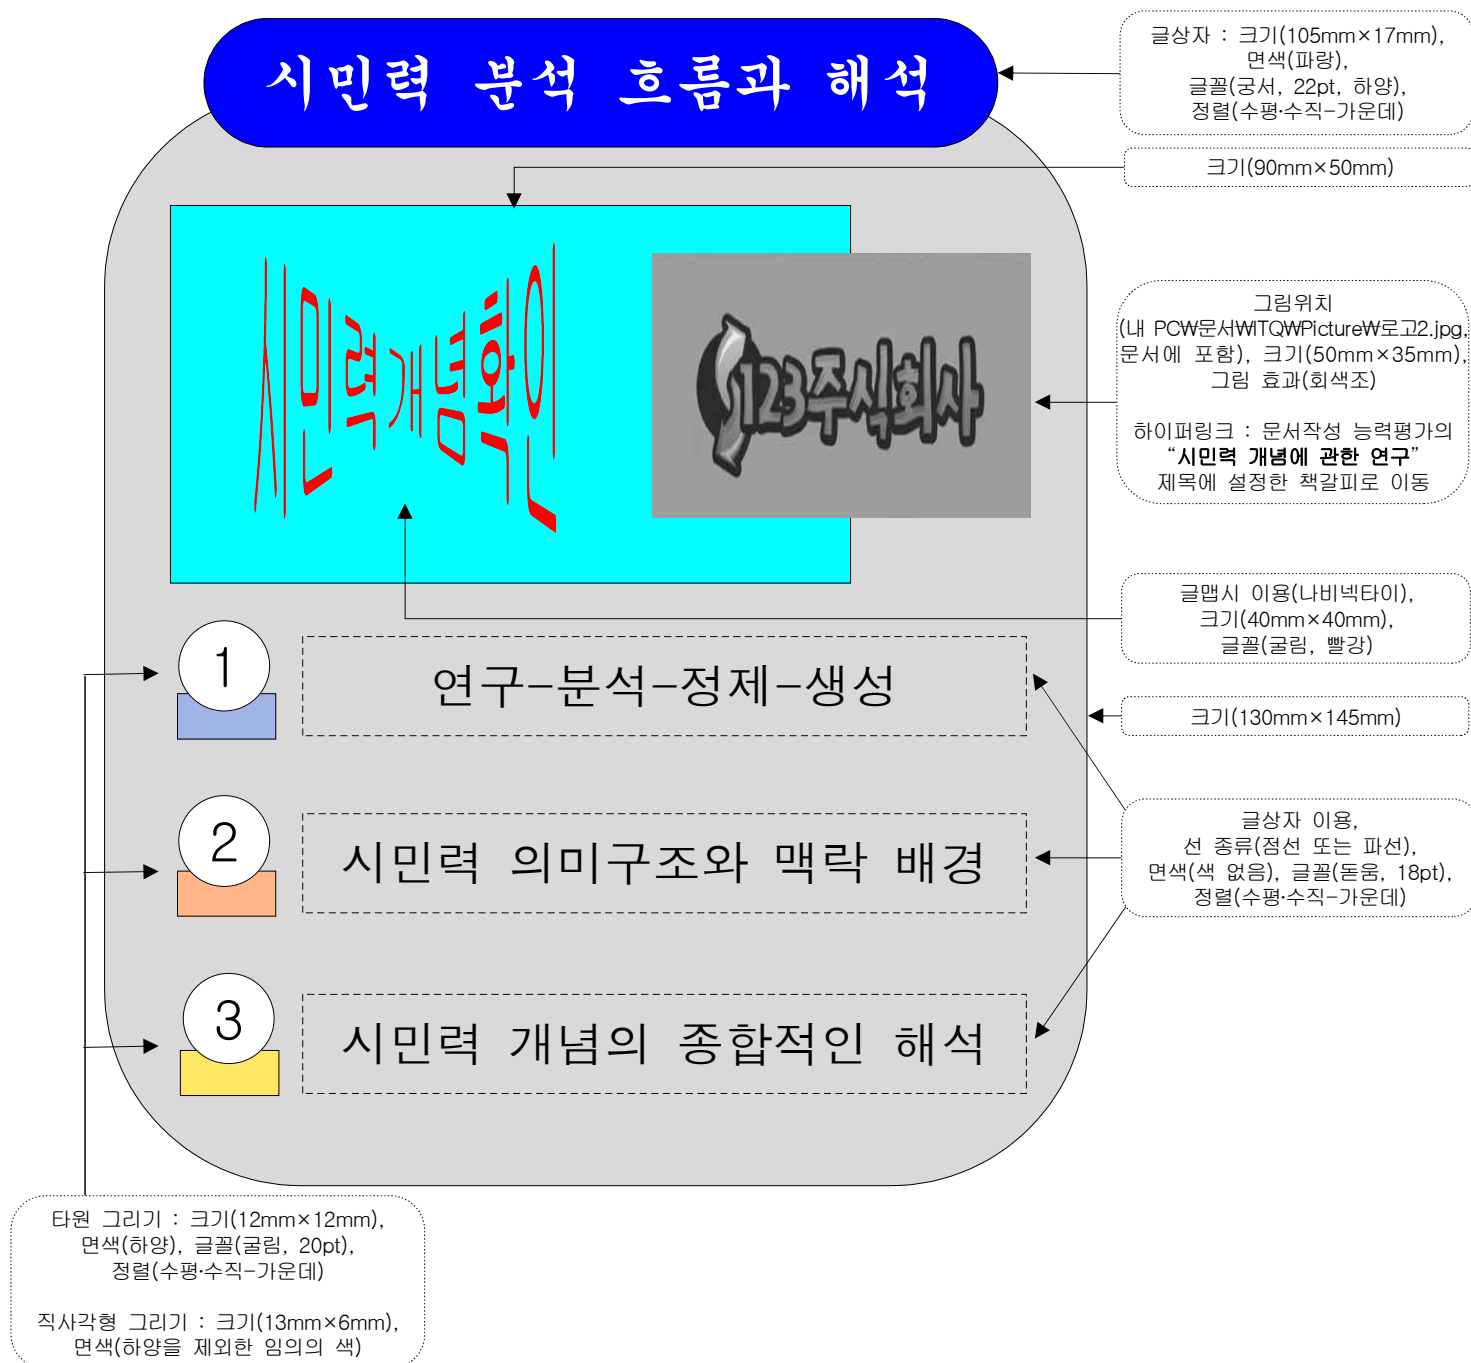 시민력 분석 흐름과 해석
글상자 : 크기(105mm×17mm),
면색(파랑),
글꼴(궁서, 22pt, 하양),
정렬(수평·수직-가운데)
크기(90mm×50mm)
시민력개념확인
123주식회사
그림위치
(내 PC₩문서₩ITQ₩Picture₩로고2.jpg,
문서에 포함), 크기(50mm×35mm),
그림 효과(회색조)
하이퍼링크 : 문서작성 능력평가의
“시민력 개념에 관한 연구”
제목에 설정한 책갈피로 이동
글맵시 이용(나비넥타이),
크기(40mm×40mm),
글꼴(굴림, 빨강)
1
연구-분석-정제-생성
크기(130mm×145mm)
2
시민력 의미구조와 맥락 배경
글상자 이용,
선 종류(점선 또는 파선),
면색(색 없음), 글꼴(돋움, 18pt),
정렬(수평·수직-가운데)
3
시민력 개념의 종합적인 해석
타원 그리기 : 크기(12mm×12mm),
면색(하양), 글꼴(굴림, 20pt),
정렬(수평·수직-가운데)
직사각형 그리기 : 크기(13mm×6mm),
면색(하양을 제외한 임의의 색)